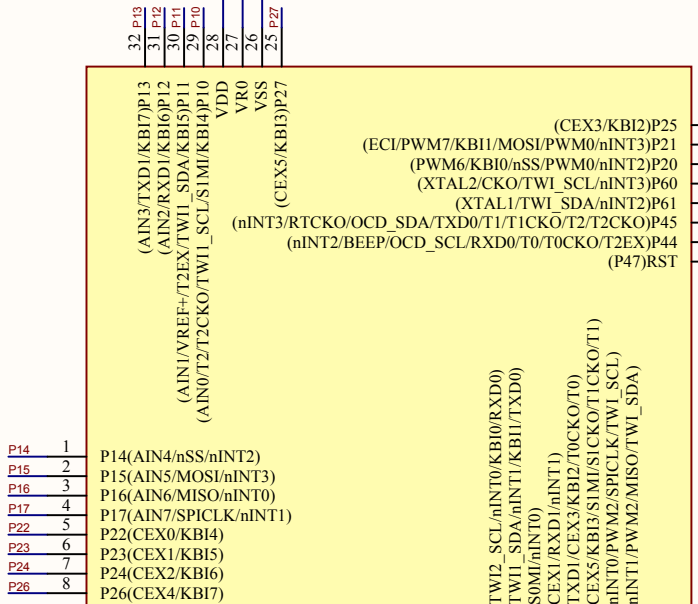 P13
P12
P11
P10
P27
32
31
30
29
28
27
26
25
(AIN3/TXD1/KBI7)P13
(AIN2/RXD1/KBI6)P12
(AIN1/VREF+/T2EX/TWI1_SDA/KBI5)P11
(AIN0/T2/T2CKO/TWI1_SCL/S1MI/KBI4)P10
VDD
VR0
VSS
(CEX5/KBI3)P27
(CEX3/KBI2)P25
(ECI/PWM7/KBI1/MOSI/PWM0/nINT3)P21
(PWM6/KBI0/nSS/PWM0/nINT2)P20
(XTAL2/CKO/TWI_SCL/nINT3)P60
(XTAL1/TWI_SDA/nINT2)P61
(nINT3/RTCKO/OCD_SDA/TXD0/T1/T1CKO/T2/T2CKO)P45
(nINT2/BEEP/OCD_SCL/RXD0/T0/T0CKO/T2EX)P44
(P47)RST
P14 1 P14(AIN4/nSS/nINT2)
P15 2 P15(AIN5/MOSI/nINT3)
P16 3 P16(AIN6/MISO/nINT0)
P17 4 P17(AIN7/SPICLK/nINT1)
P22 5 P22(CEX0/KBI4)
P23 6 P23(CEX1/KBI5)
P24 7 P24(CEX2/KBI6)
P26 8 P26(CEX4/KBI7)
TWI2_SCL/nINT0/KBI0/RXD0)
TWI1_SDA/nINT1/KBI1/TXD0)
S0MI/nINT0)
CEX1/RXD1/nINT1)
TXD1/CEX3/KBI2/T0CKO/T0)
CEX5/KBI3/S1MI/S1CKO/T1CKO/T1)
nINT0/PWM2/SPICLK/TWI_SCL)
nINT1/PWM2/MISO/TWI_SDA)